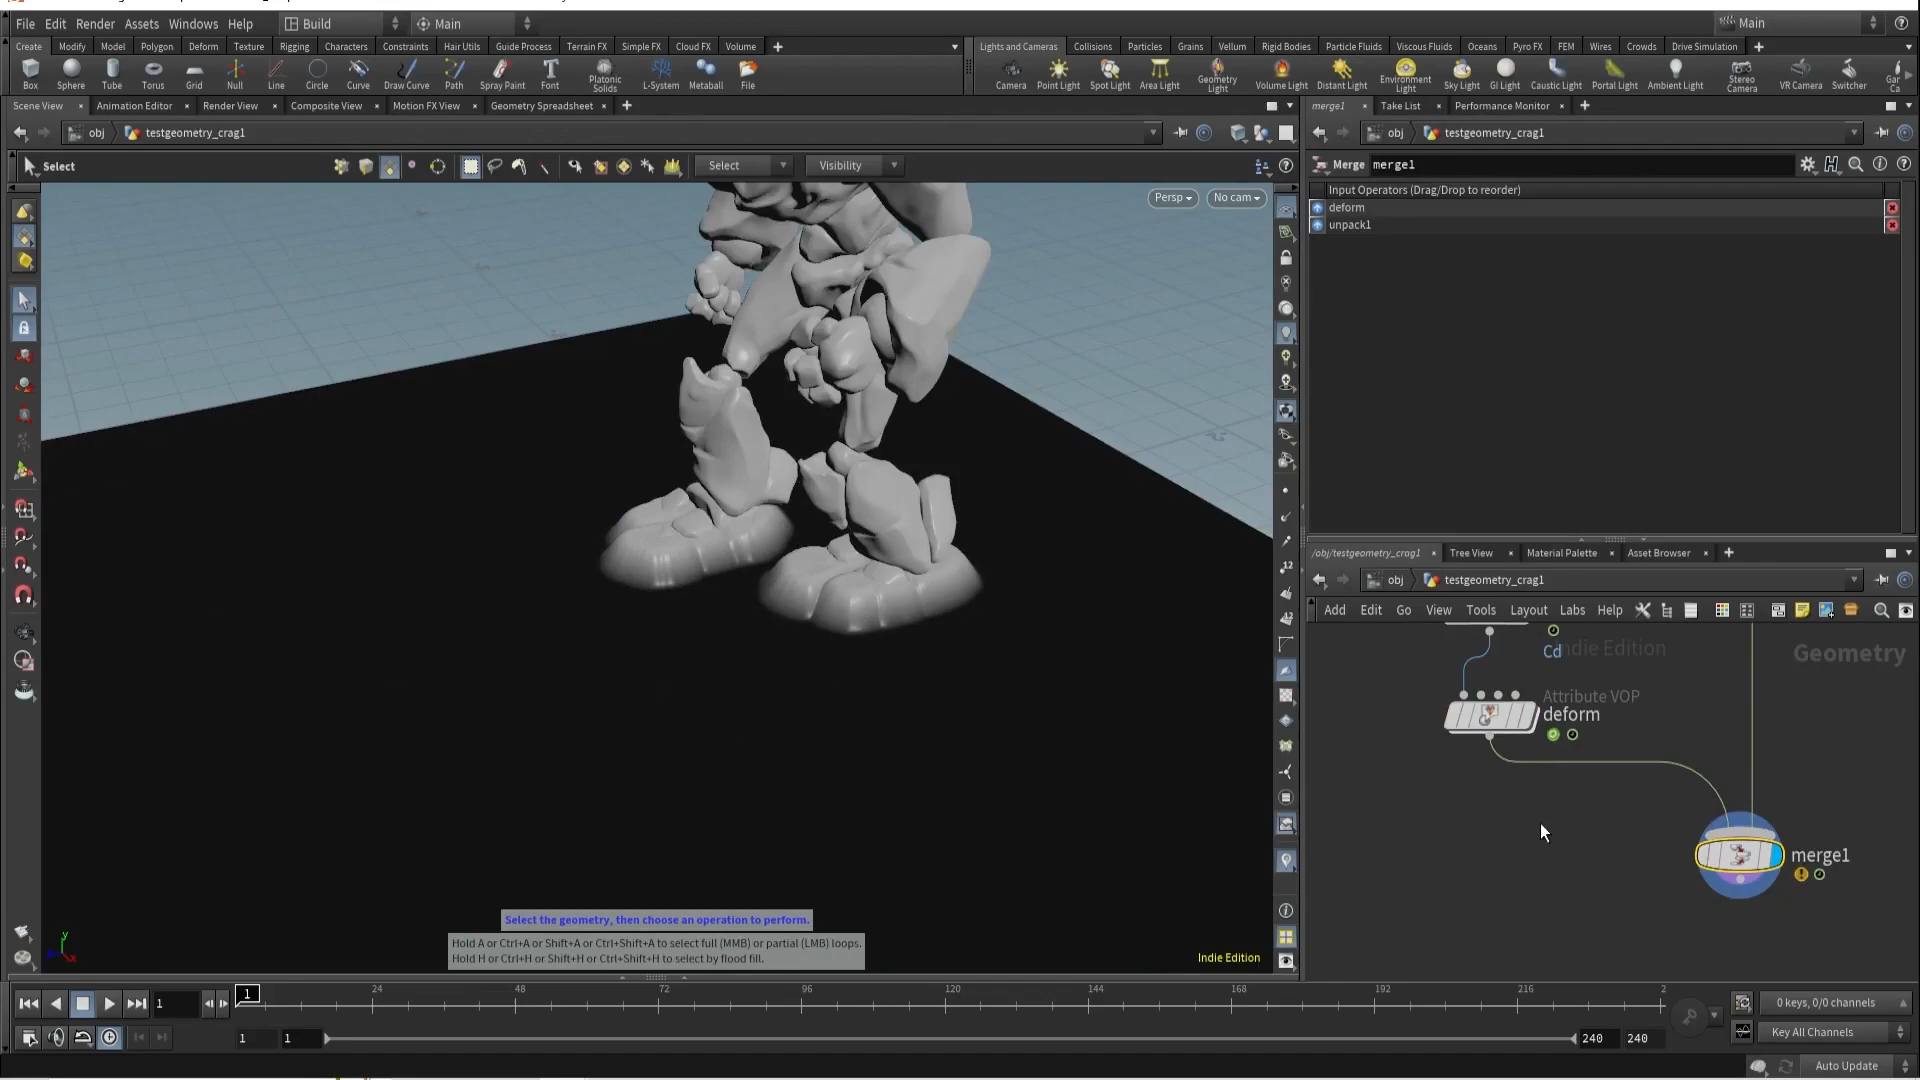 File Edit Render Assets Windows Help Build Main Main
Create Modify Model Polygon Deform Texture Rigging Characters Constraints Hair Utils Guide Process Terrain FX Simple FX Cloud FX Volume
Lights and Cameras Collisions Particles Grains Vellum Rigid Bodies Particle Fluids Viscous Fluids Oceans Pyro FX FEM Wires Crowds Drive Simulation
Box Sphere Tube Torus Grid Null Line Circle Curve Draw Curve Path Spray Paint Font Platonic Solids L-System Metaball File
Camera Point Light Spot Light Area Light Geometry Light Volume Light Distant Light Environment Light Sky Light GI Light Caustic Light Portal Light Ambient Light Stereo Camera VR Camera Switcher
Scene View Animation Editor Render View Composite View Motion FX View Geometry Spreadsheet
merge1 Take List Performance Monitor
obj testgeometry_crag1
obj testgeometry_crag1
Select Select Visibility
Merge merge1
Persp No cam
Input Operators (Drag/Drop to reorder)
deform
unpack1
/obj/testgeometry_crag1 Tree View Material Palette Asset Browser
obj testgeometry_crag1
Add Edit Go View Tools Layout Labs Help
Indie Edition
Geometry
Cd
Attribute VOP
deform
merge1
Select the geometry, then choose an operation to perform.
Hold A or Ctrl+A or Shift+A or Ctrl+Shift+A to select full (MMB) or partial (LMB) loops.
Hold H or Ctrl+H or Shift+H or Ctrl+Shift+H to select by flood fill.
Indie Edition
y
x
1 1 24 48 72 96 120 144 168 192 216 2
0 keys, 0/0 channels
1 1 240 240
Key All Channels
Auto Update